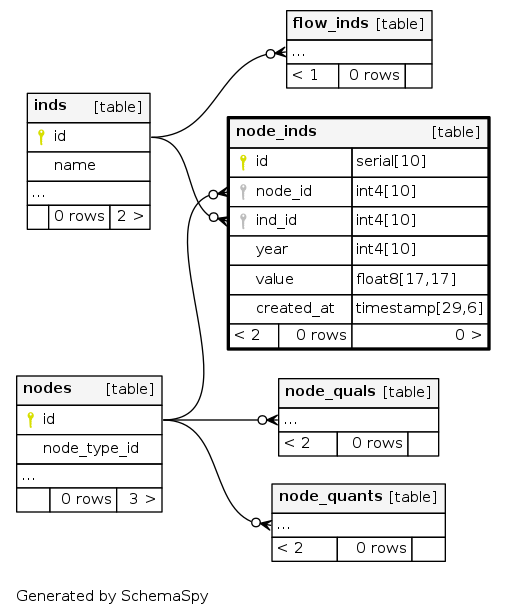 flow_inds [table]
...
< 1 0 rows
inds [table]
id
name
...
0 rows 2 >
node_inds [table]
id serial[10]
node_id int4[10]
ind_id int4[10]
year int4[10]
value float8[17,17]
created_at timestamp[29,6]
< 2 0 rows 0 >
nodes [table]
id
node_type_id
...
0 rows 3 >
node_quals [table]
...
< 2 0 rows
node_quants [table]
...
< 2 0 rows
Generated by SchemaSpy